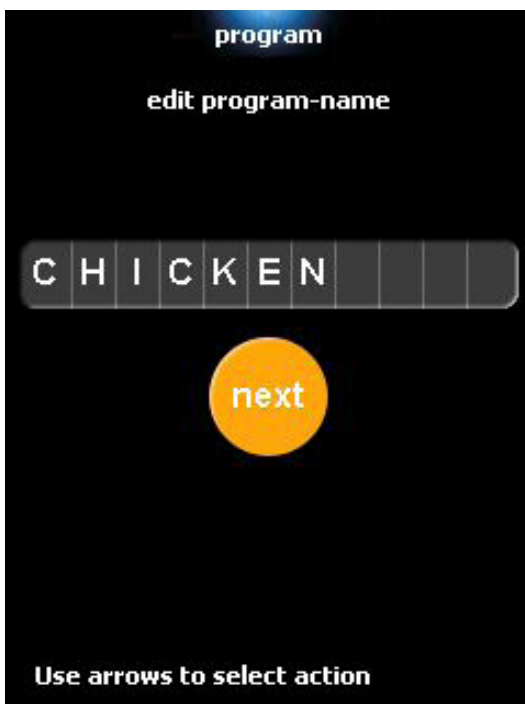 program
edit program-name
CHICKEN
next
Use arrows to select action